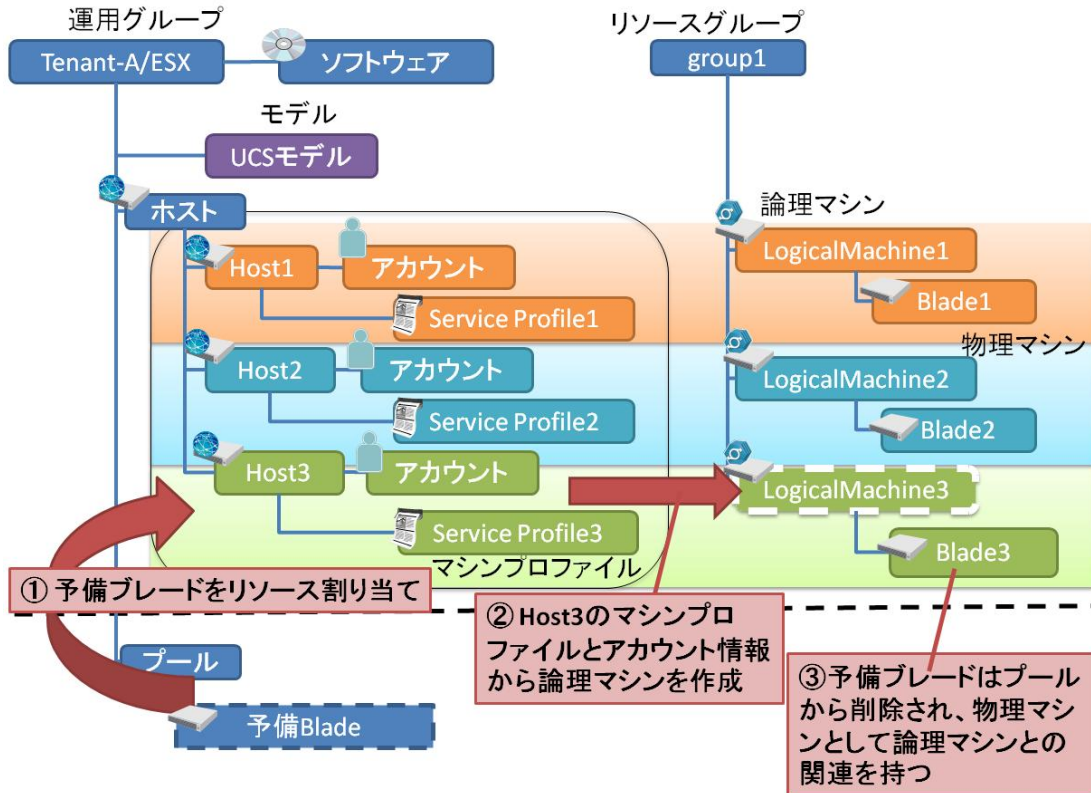 運用グループ
Tenant-A/ESX
ソフトウェア
モデル
UCSモデル
ホスト
Host1
アカウント
Service Profile1
Host2
アカウント
Service Profile2
Host3
アカウント
Service Profile3
マシンプロファイル
① 予備ブレードをリソース割り当て
プール
予備Blade
リソースグループ
group1
論理マシン
LogicalMachine1
Blade1
物理マシン
LogicalMachine2
Blade2
LogicalMachine3
Blade3
② Host3のマシンプロ
ファイルとアカウント情報
から論理マシンを作成
③予備ブレードはプール
から削除され、物理マシ
ンとして論理マシンとの
関連を持つ